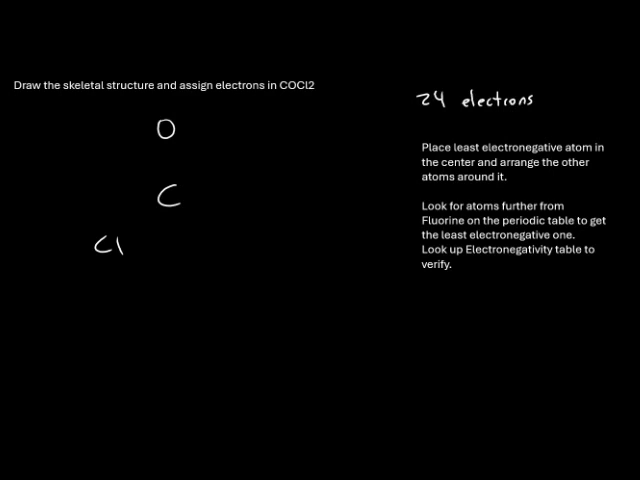 Draw the skeletal structure and assign electrons in COCl2
24 electrons
O
Place least electronegative atom in
the center and arrange the other
atoms around it.
C
Look for atoms further from
Fluorine on the periodic table to get
the least electronegative one.
Cl
Look up Electronegativity table to
verify.